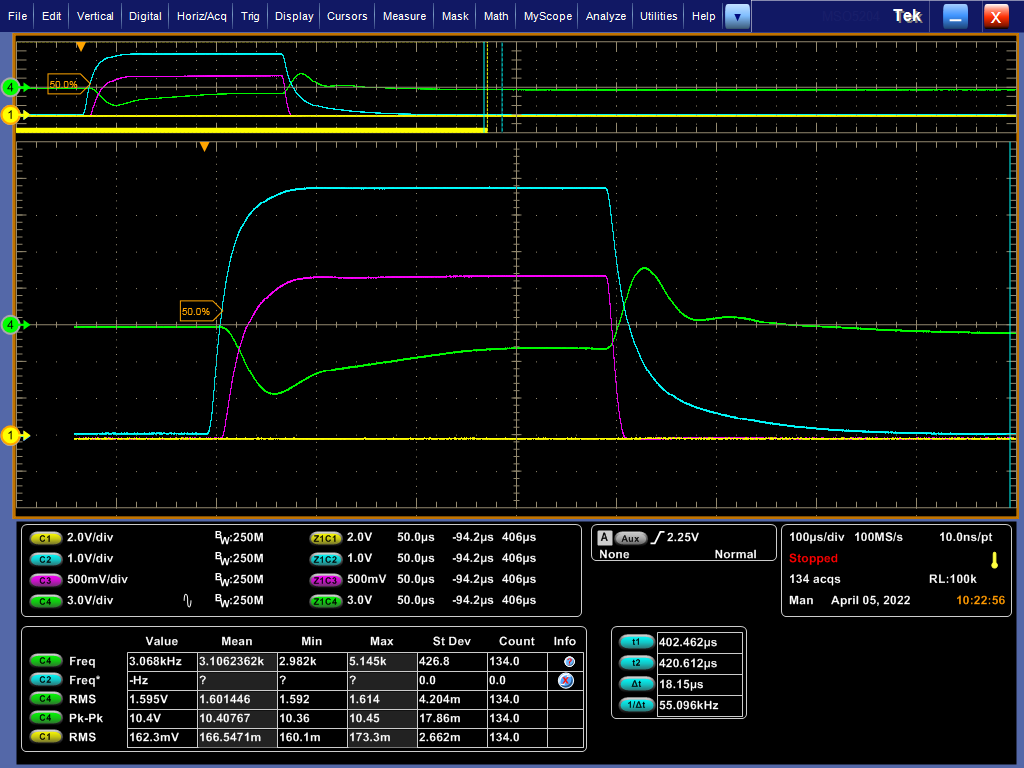 File Edit Vertical Digital Horiz/Acq Trig Display Cursors Measure Mask Math MyScope Analyze Utilities Help Tek X
50.0%
4
1
50.0%
4
1
C1 2.0V/div BW:250M Z1C1 2.0V 50.0µs -94.2µs 406µs
C2 1.0V/div BW:250M Z1C2 1.0V 50.0µs -94.2µs 406µs
C3 500mV/div BW:250M Z1C3 500mV 50.0µs -94.2µs 406µs
C4 3.0V/div BW:250M Z1C4 3.0V 50.0µs -94.2µs 406µs
A Aux 2.25V
None Normal
100µs/div 100MS/s 10.0ns/pt
Stopped
134 acqs RL:100k
Man April 05, 2022 10:22:56
Value Mean Min Max St Dev Count Info
C4 Freq 3.068kHz 3.1062362k 2.982k 5.145k 426.8 134.0
C2 Freq* -Hz ? ? ? 0.0 0.0
C4 RMS 1.595V 1.601446 1.592 1.614 4.204m 134.0
C4 Pk-Pk 10.4V 10.40767 10.36 10.45 17.86m 134.0
C1 RMS 162.3mV 166.5471m 160.1m 173.3m 2.662m 134.0
t1 402.462µs
t2 420.612µs
Δt 18.15µs
1/Δt 55.096kHz